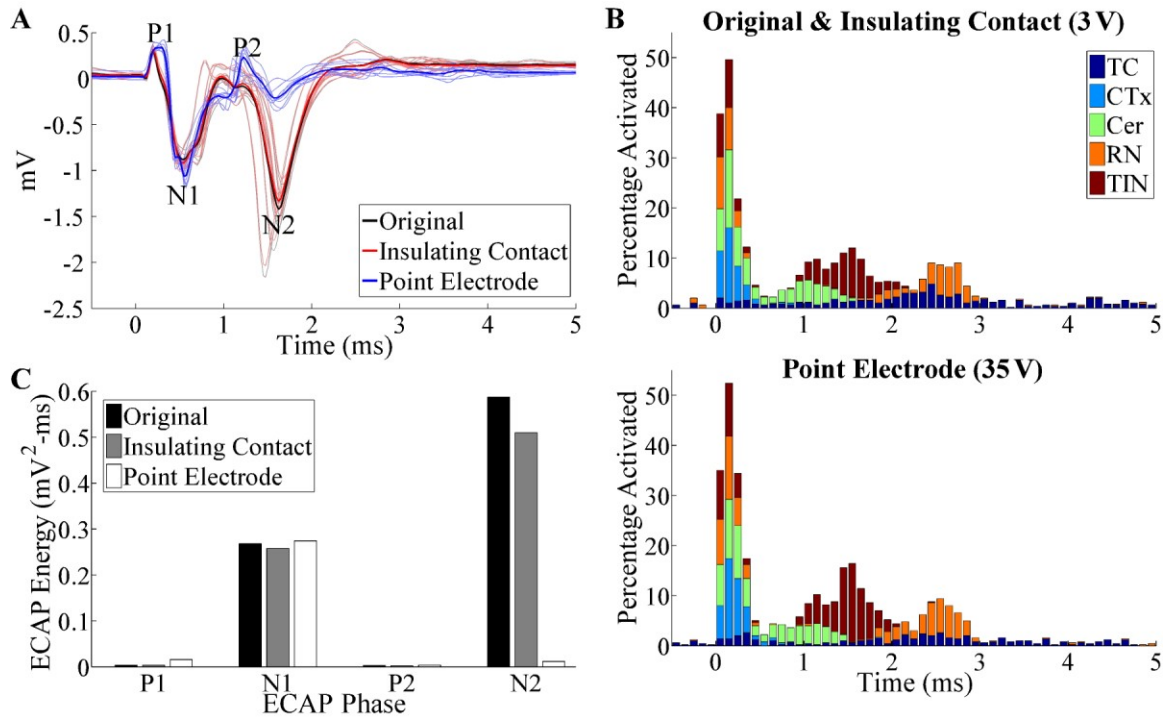 A
0.5
0
-0.5
-1
-1.5
-2
-2.5
mV
P1
P2
N1
N2
Original
Insulating Contact
Point Electrode
0
1
2
3
4
5
Time (ms)
B
Original & Insulating Contact (3 V)
50
40
30
20
10
0
Percentage Activated
TC
CTx
Cer
RN
TIN
0
1
2
3
4
5
Point Electrode (35 V)
50
40
30
20
10
0
Percentage Activated
0
1
2
3
4
5
Time (ms)
C
0.6
0.5
0.4
0.3
0.2
0.1
0
ECAP Energy (mV²-ms)
Original
Insulating Contact
Point Electrode
P1
N1
P2
N2
ECAP Phase